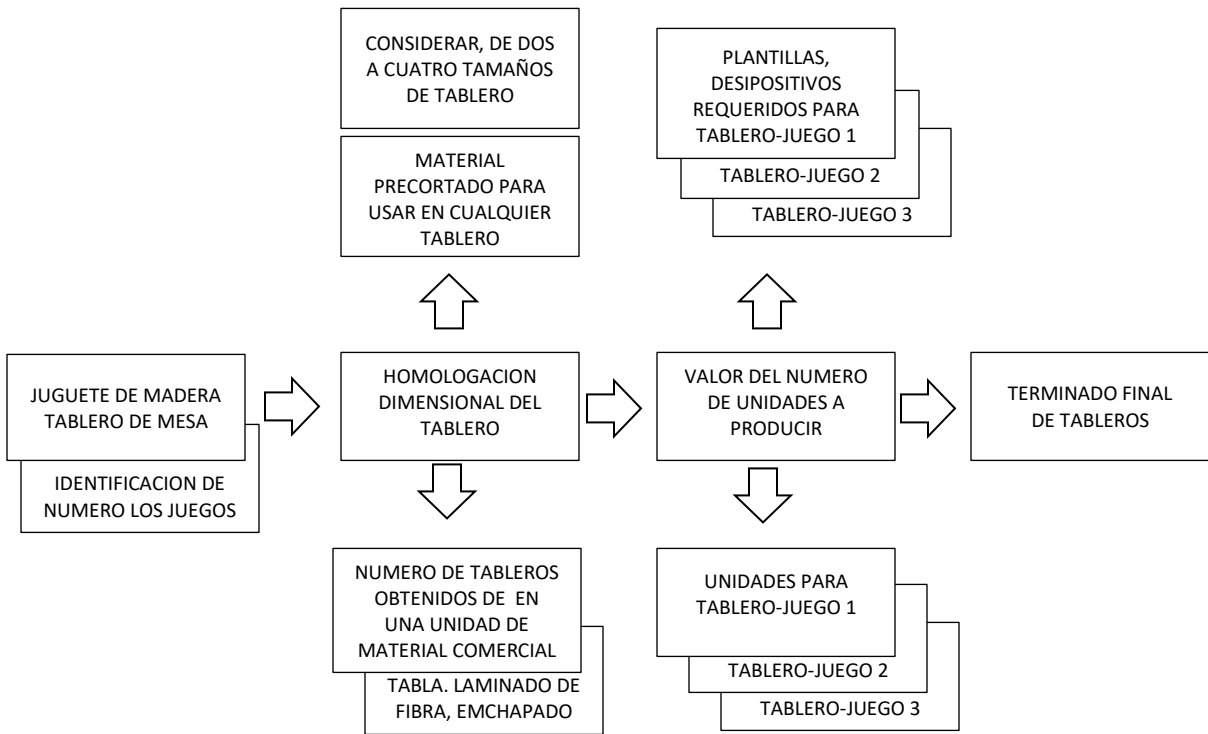 CONSIDERAR, DE DOS
A CUATRO TAMAÑOS
DE TABLERO
MATERIAL
PRECORTADO PARA
USAR EN CUALQUIER
TABLERO
PLANTILLAS,
DESIPOSITIVOS
REQUERIDOS PARA
TABLERO-JUEGO 1
TABLERO-JUEGO 2
TABLERO-JUEGO 3
JUGUETE DE MADERA
TABLERO DE MESA
IDENTIFICACION DE
NUMERO LOS JUEGOS
HOMOLOGACION
DIMENSIONAL DEL
TABLERO
VALOR DEL NUMERO
DE UNIDADES A
PRODUCIR
TERMINADO FINAL
DE TABLEROS
NUMERO DE TABLEROS
OBTENIDOS DE EN
UNA UNIDAD DE
MATERIAL COMERCIAL
TABLA. LAMINADO DE
FIBRA, EMCHAPADO
UNIDADES PARA
TABLERO-JUEGO 1
TABLERO-JUEGO 2
TABLERO-JUEGO 3